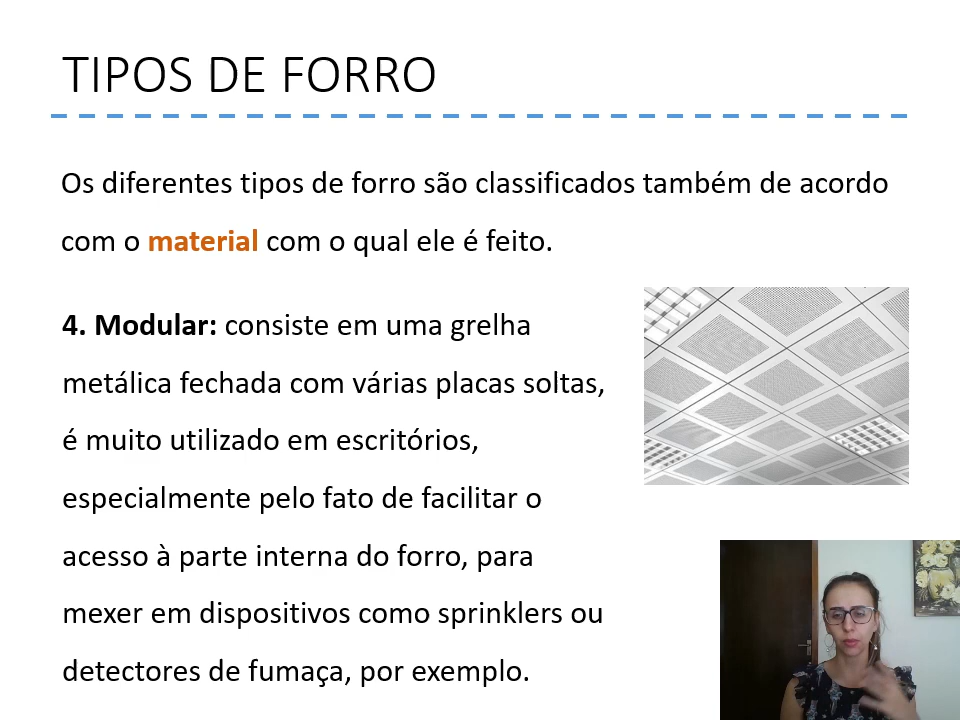 TIPOS DE FORRO
Os diferentes tipos de forro são classificados também de acordo
com o material com o qual ele é feito.
4. Modular: consiste em uma grelha
metálica fechada com várias placas soltas,
é muito utilizado em escritórios,
especialmente pelo fato de facilitar o
acesso à parte interna do forro, para
mexer em dispositivos como sprinklers ou
detectores de fumaça, por exemplo.